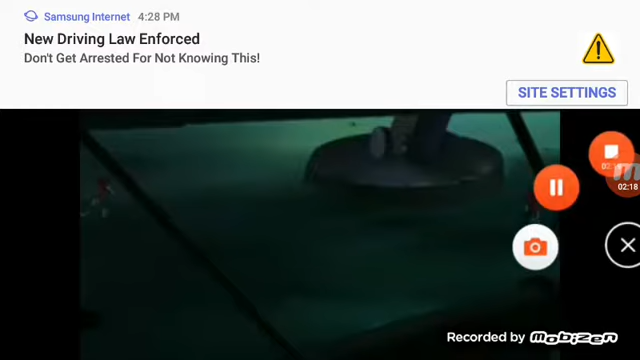 Samsung Internet 4:28 PM
New Driving Law Enforced
Don't Get Arrested For Not Knowing This!
SITE SETTINGS
02:18
Recorded by Mobizen